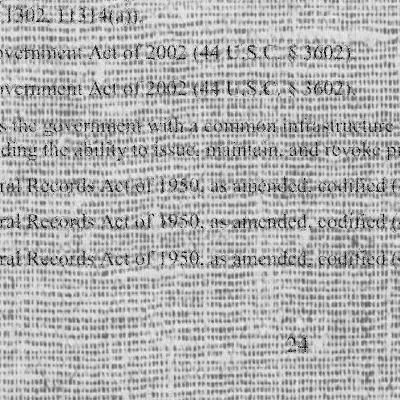 1302, 11314(a)).
overnment Act of 2002 (44 U.S.C. § 3602).
overnment Act of 2002 (44 U.S.C. § 3602).
s the government with a common infrastructure
ding the ability to issue, maintain, and revoke p
ral Records Act of 1950, as amended, codified (
ral Records Act of 1950, as amended, codified (
ral Records Act of 1950, as amended, codified (
24